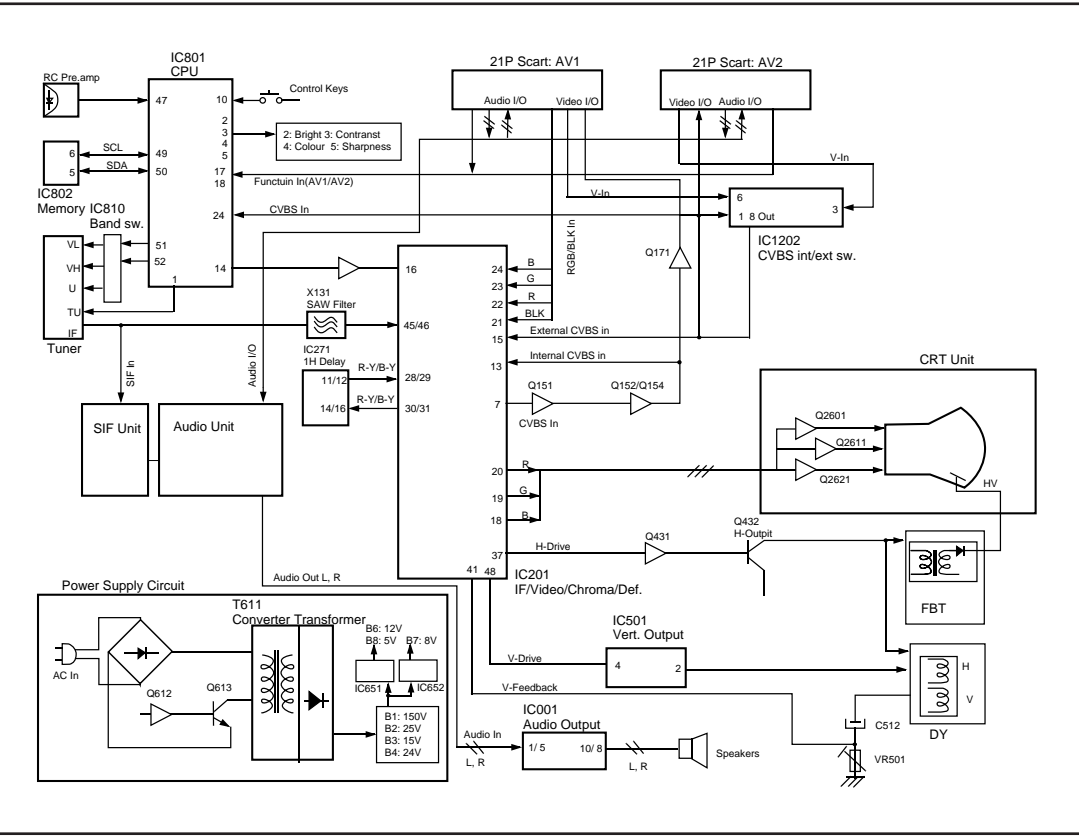 IC801
CPU
RC Pre.amp
47
10
Control Keys
2
3
4
5
2: Bright 3: Contranst
4: Colour 5: Sharpness
6
SCL
49
5
SDA
50
17
18
Functuin In(AV1/AV2)
IC802
Memory
IC810
Band sw.
24
CVBS In
VL
51
VH
52
14
U
1
TU
IF
Tuner
SIF In
Audio I/O
SIF Unit
Audio Unit
21P Scart: AV1
Audio I/O
Video I/O
21P Scart: AV2
Video I/O
Audio I/O
V-In
V-In
6
3
1
8 Out
IC1202
CVBS int/ext sw.
RGB/BLK In
Q171
X131
SAW Filter
IC271
1H Delay
11/12
R-Y/B-Y
14/16
R-Y/B-Y
16
45/46
28/29
30/31
24
B
23
G
22
R
21
BLK
15
External CVBS in
13
Internal CVBS in
7
Q151
Q152/Q154
CVBS In
20
R
19
G
18
B
37
H-Drive
Q431
Q432
H-Outpit
41
48
IC201
IF/Video/Chroma/Def.
CRT Unit
Q2601
Q2611
Q2621
HV
FBT
H
V
DY
IC501
Vert. Output
4
2
V-Drive
V-Feedback
C512
VR501
Audio Out L, R
Power Supply Circuit
T611
Converter Transformer
AC In
Q612
Q613
B6: 12V
B8: 5V
B7: 8V
IC651
IC652
B1: 150V
B2: 25V
B3: 15V
B4: 24V
Audio In
L, R
IC001
Audio Output
1/ 5
10/ 8
L, R
Speakers